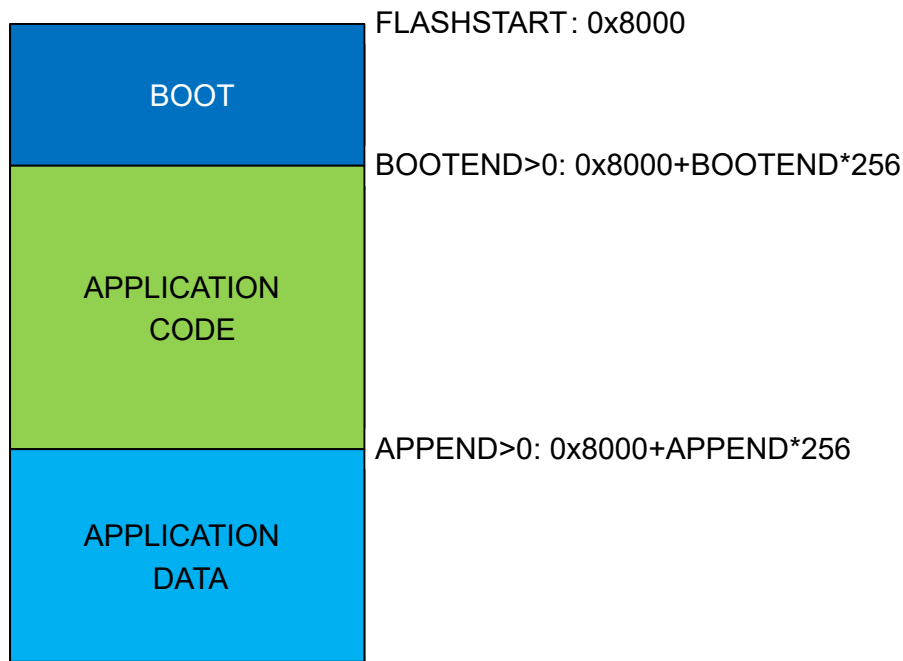 FLASHSTART: 0x8000
BOOT
BOOTEND>0: 0x8000+BOOTEND*256
APPLICATION
CODE
APPEND>0: 0x8000+APPEND*256
APPLICATION
DATA